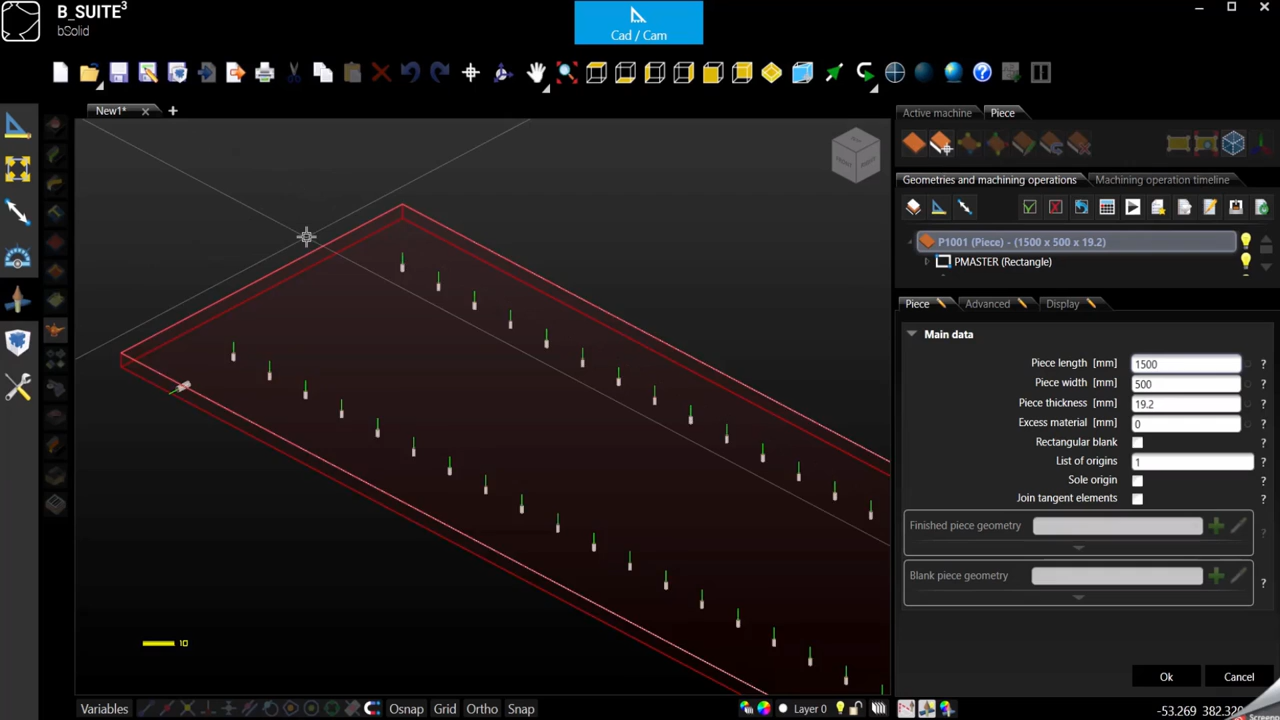 B_SUITE³
bSolid
Cad / Cam
New1*
Active machine
Piece
Geometries and machining operations
Machining operation timeline
P1001 (Piece) - (1500 x 500 x 19.2)
PMASTER (Rectangle)
Piece
Advanced
Display
Main data
Piece length [mm] 1500 ?
Piece width [mm] 500 ?
Piece thickness [mm] 19.2 ?
Excess material [mm] 0 ?
Rectangular blank ?
List of origins 1 ?
Sole origin ?
Join tangent elements ?
Finished piece geometry ?
Blank piece geometry ?
10
Ok
Cancel
Variables
Osnap
Grid
Ortho
Snap
Layer 0
-53.269 382.320